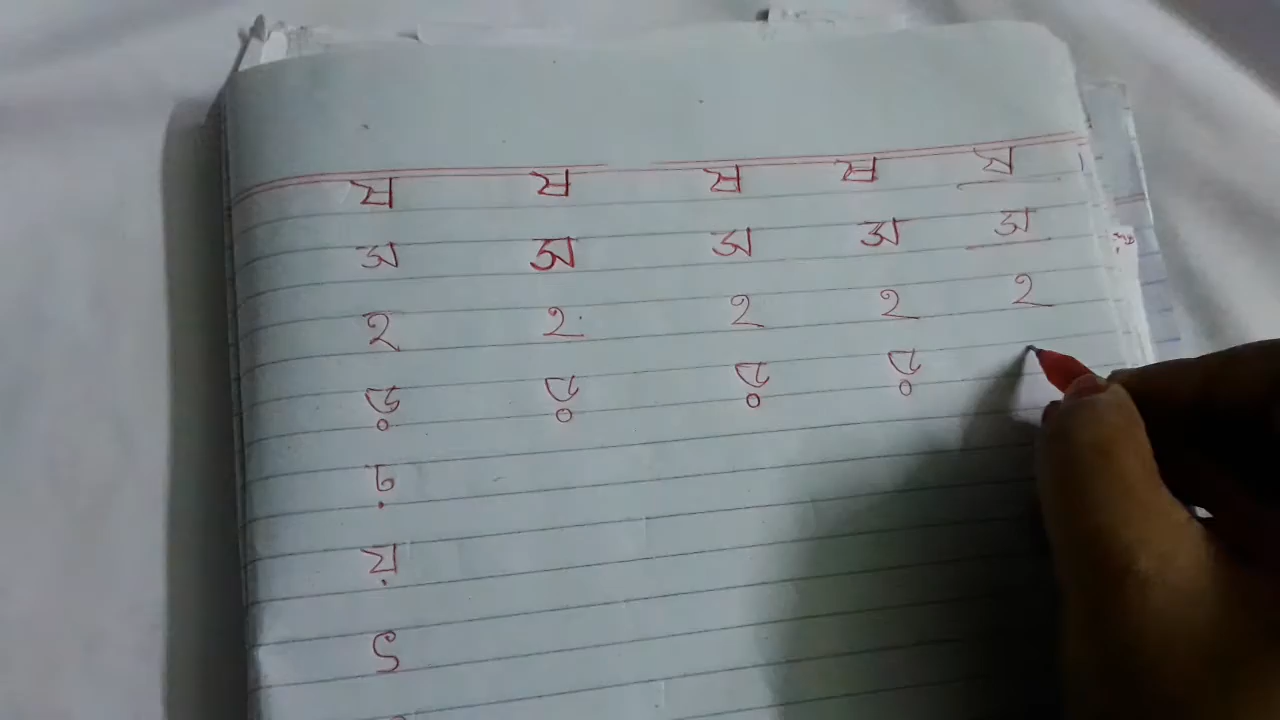 ষ ষ ষ ষ ষ
স স স স স
হ হ হ হ হ
ড় ড় ড় ড়
ঢ়
য়
ৎ